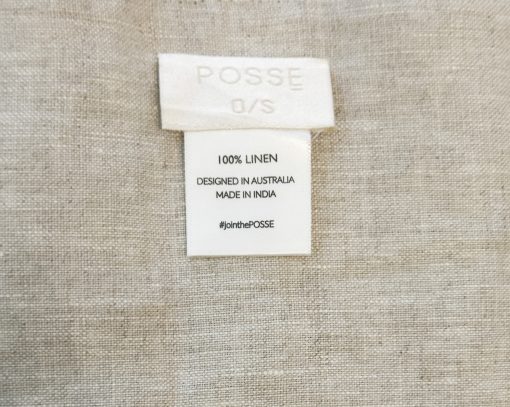 POSSE
O/S
100% LINEN
DESIGNED IN AUSTRALIA
MADE IN INDIA
#jointhePOSSE